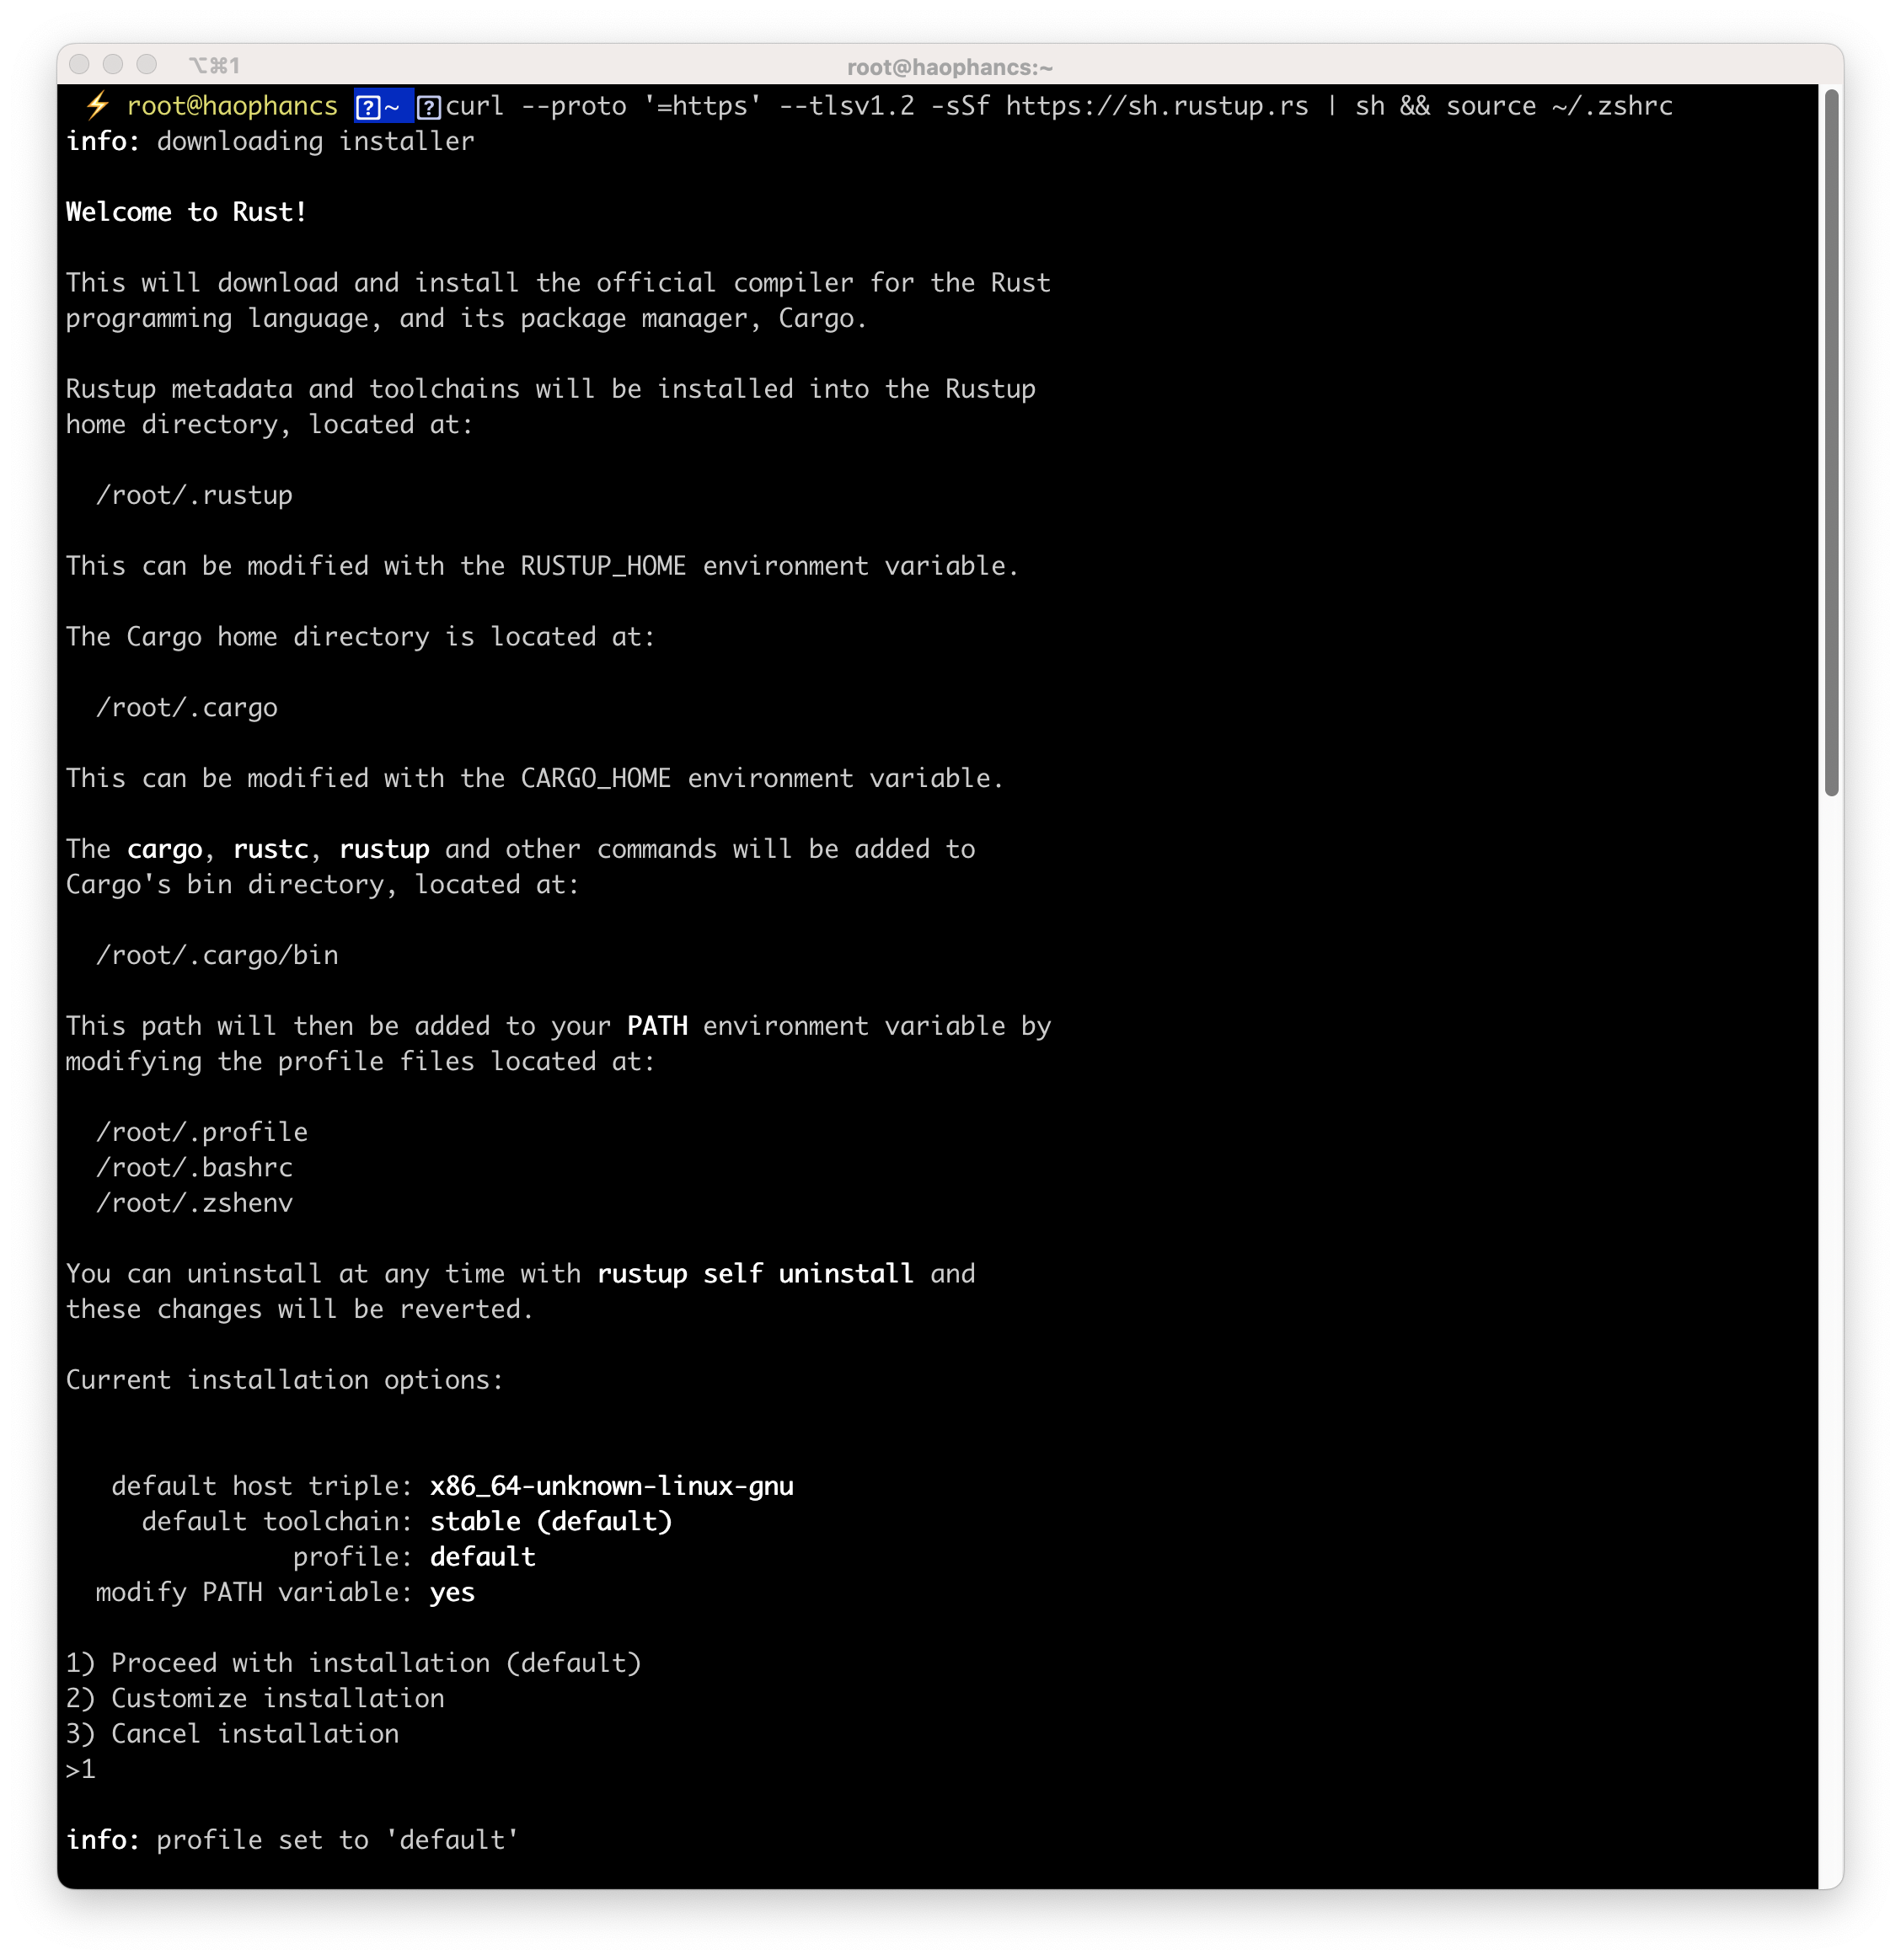 ⌥⌘1
root@haophancs:~
⚡ root@haophancs ?~ ?curl --proto '=https' --tlsv1.2 -sSf https://sh.rustup.rs | sh && source ~/.zshrc
info: downloading installer
Welcome to Rust!
This will download and install the official compiler for the Rust
programming language, and its package manager, Cargo.
Rustup metadata and toolchains will be installed into the Rustup
home directory, located at:
/root/.rustup
This can be modified with the RUSTUP_HOME environment variable.
The Cargo home directory is located at:
/root/.cargo
This can be modified with the CARGO_HOME environment variable.
The cargo, rustc, rustup and other commands will be added to
Cargo's bin directory, located at:
/root/.cargo/bin
This path will then be added to your PATH environment variable by
modifying the profile files located at:
/root/.profile
/root/.bashrc
/root/.zshenv
You can uninstall at any time with rustup self uninstall and
these changes will be reverted.
Current installation options:
default host triple: x86_64-unknown-linux-gnu
default toolchain: stable (default)
profile: default
modify PATH variable: yes
1) Proceed with installation (default)
2) Customize installation
3) Cancel installation
>1
info: profile set to 'default'